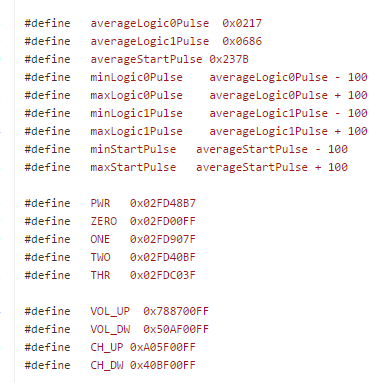 #define averageLogic0Pulse 0x0217
#define averageLogic1Pulse 0x0686
#define averageStartPulse 0x237B
#define minLogic0Pulse averageLogic0Pulse - 100
#define maxLogic0Pulse averageLogic0Pulse + 100
#define minLogic1Pulse averageLogic1Pulse - 100
#define maxLogic1Pulse averageLogic1Pulse + 100
#define minStartPulse averageStartPulse - 100
#define maxStartPulse averageStartPulse + 100
#define PWR 0x02FD48B7
#define ZERO 0x02FD00FF
#define ONE 0x02FD907F
#define TWO 0x02FD40BF
#define THR 0x02FDC03F
#define VOL_UP 0x788700FF
#define VOL_DW 0x50AF00FF
#define CH_UP 0xA05F00FF
#define CH_DW 0x40BF00FF